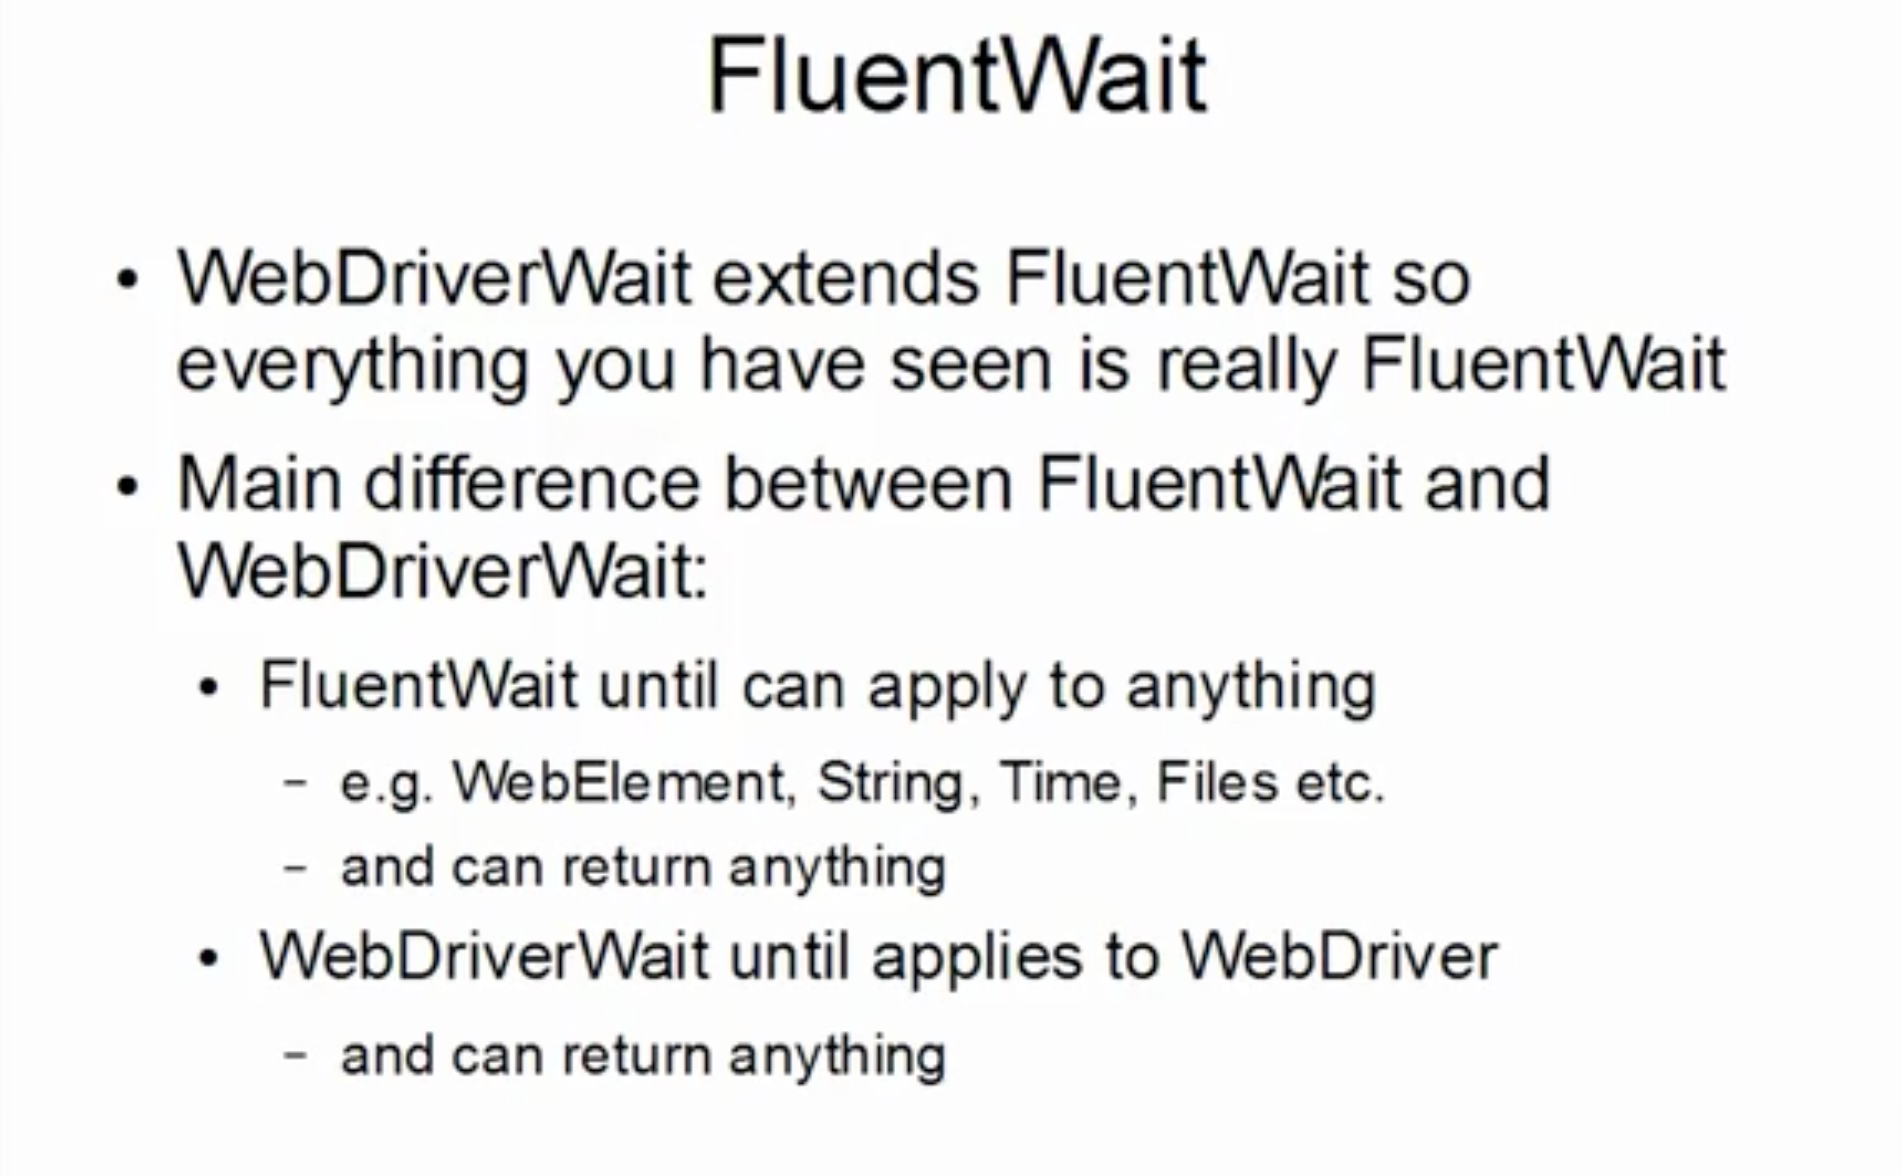 FluentWait
• WebDriverWait extends FluentWait so
everything you have seen is really FluentWait
• Main difference between FluentWait and
WebDriverWait:
• FluentWait until can apply to anything
– e.g. WebElement, String, Time, Files etc.
– and can return anything
• WebDriverWait until applies to WebDriver
– and can return anything